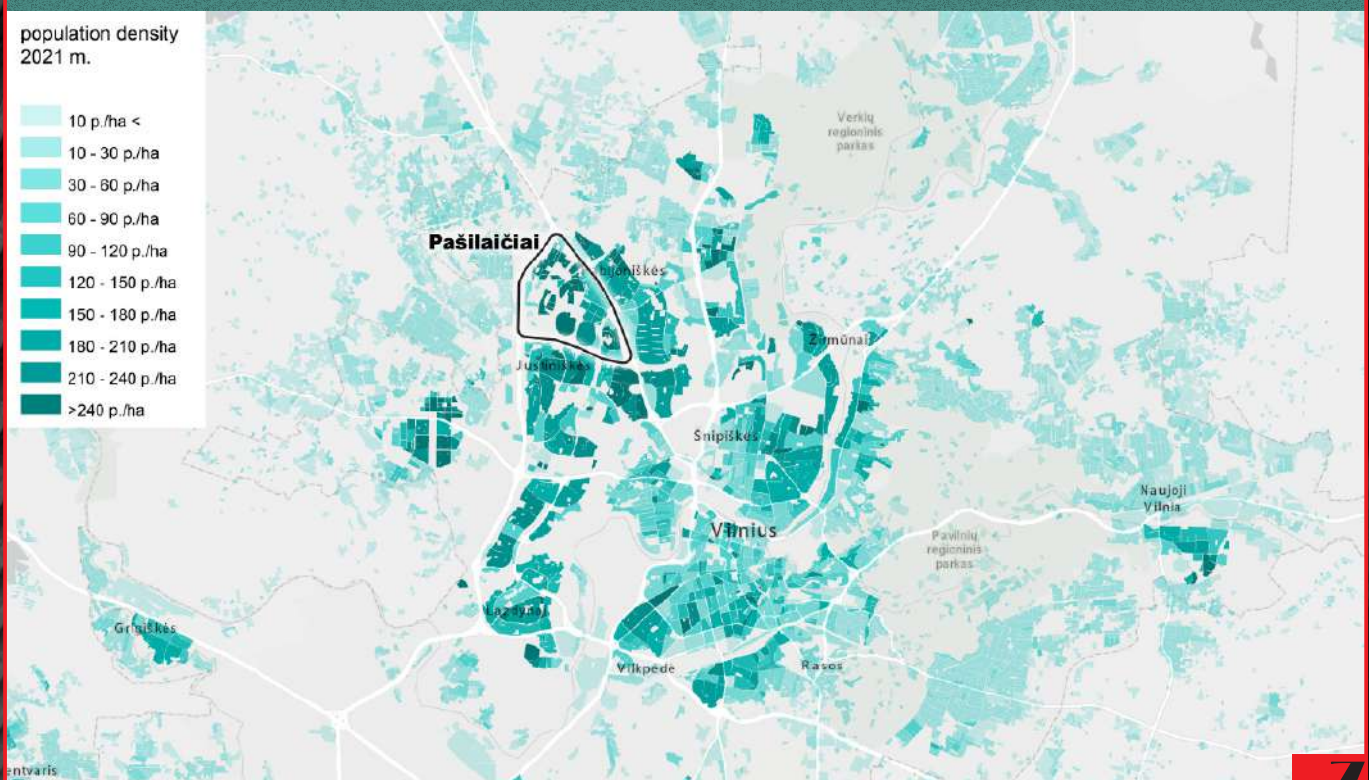 population density
2021 m.
10 p./ha <
10 - 30 p./ha
30 - 60 p./ha
60 - 90 p./ha
90 - 120 p./ha
120 - 150 p./ha
150 - 180 p./ha
180 - 210 p./ha
210 - 240 p./ha
>240 p./ha
Verkių
regioninis
parkas
Pašilaičiai
Justiniškės
Žirmūnai
Šnipiškės
Naujoji
Vilnia
Vilnius
Pavilnių
regioninis
parkas
Lazdynai
Grigiškės
Vilkpėdė
Rasos
entvaris
7